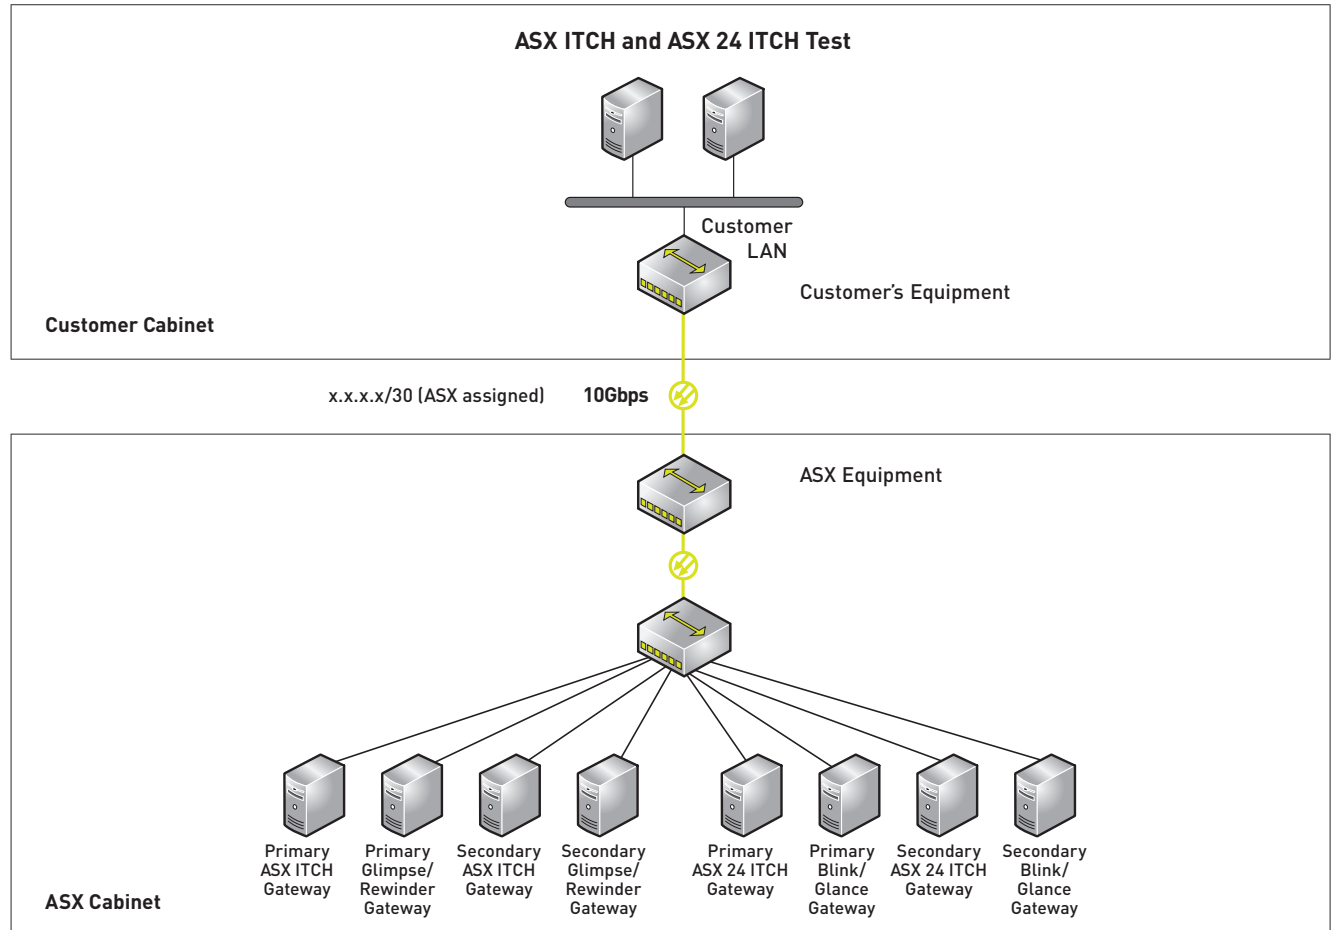 ASX ITCH and ASX 24 ITCH Test
Customer
LAN
Customer's Equipment
Customer Cabinet
x.x.x.x/30 (ASX assigned)
10Gbps
ASX Equipment
Primary
ASX ITCH
Gateway
Primary
Glimpse/
Rewinder
Gateway
Secondary
ASX ITCH
Gateway
Secondary
Glimpse/
Rewinder
Gateway
Primary
ASX 24 ITCH
Gateway
Primary
Blink/
Glance
Gateway
Secondary
ASX 24 ITCH
Gateway
Secondary
Blink/
Glance
Gateway
ASX Cabinet